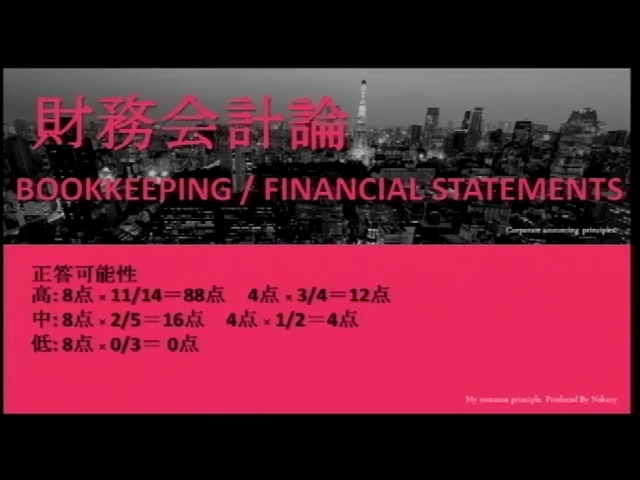 財務会計論
BOOKKEEPING / FINANCIAL STATEMENTS
Corporate accounting principles.
正答可能性
高: 8点 × 11/14＝88点 4点 × 3/4＝12点
中: 8点 × 2/5＝16点 4点 × 1/2＝4点
低: 8点 × 0/3＝ 0点
My romance principle. Produced By Nakazy